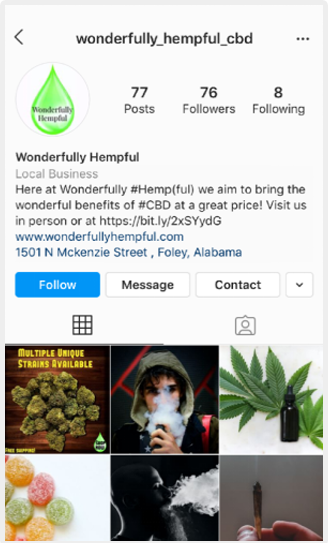 wonderfully_hempful_cbd
Wonderfully
Hempful
77
76
8
Posts
Followers
Following
Wonderfully Hempful
Local Business
Here at Wonderfully #Hemp(ful) we aim to bring the
wonderful benefits of #CBD at a great price! Visit us
in person or at https://bit.ly/2xSYydG
www.wonderfullyhempful.com
1501 N Mckenzie Street , Foley, Alabama
Follow
Message
Contact
MULTIPLE UNIQUE
STRAINS AVAILABLE
FREE SHIPPING!